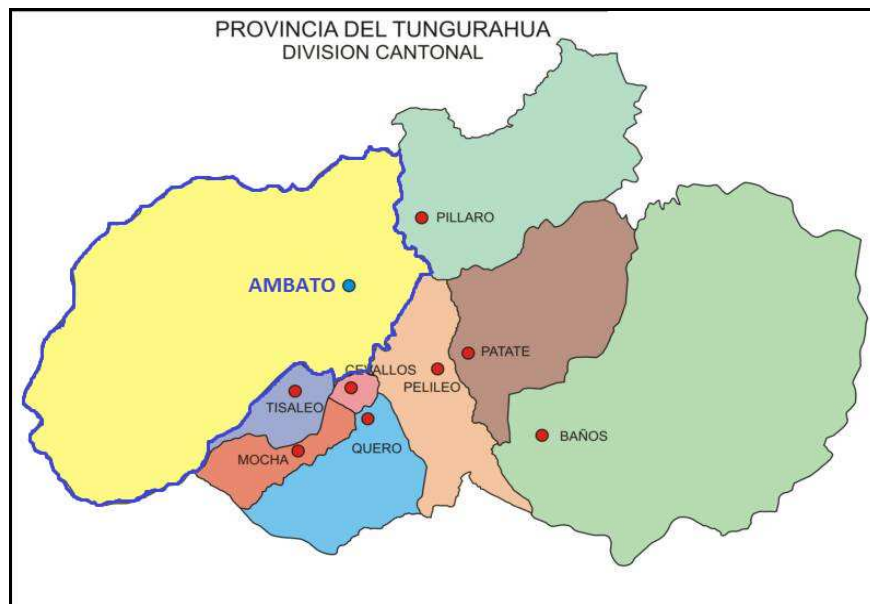 PROVINCIA DEL TUNGURAHUA
DIVISION CANTONAL
PILLARO
AMBATO
PATATE
CEVALLOS
PELILEO
TISALEO
BAÑOS
QUERO
MOCHA